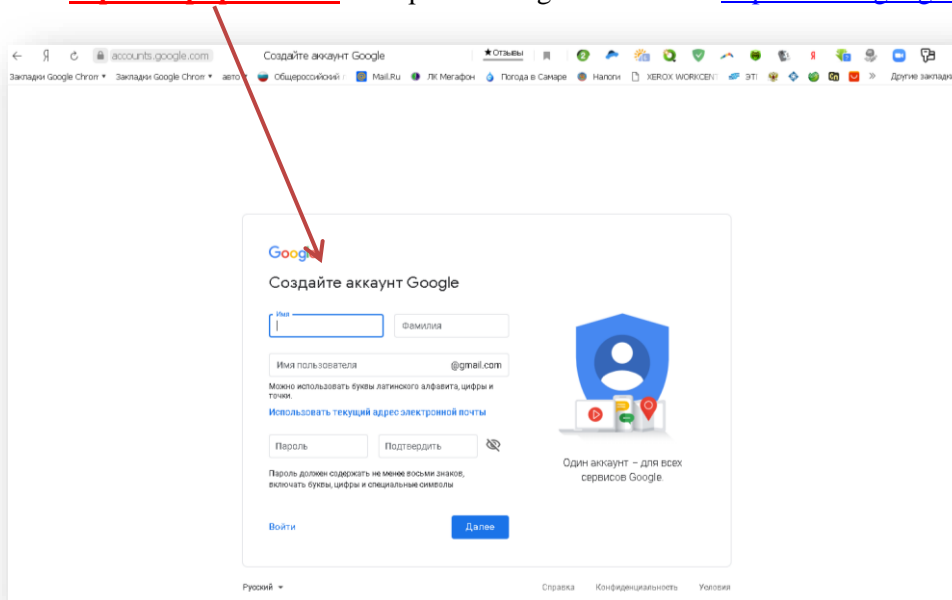 accounts.google.com Создайте аккаунт Google ★Отзывы
Закладки Google Chrom Закладки Google Chrom авто Общероссийский Mail.Ru ЛК Мегафон Погода в Самаре Налоги XEROX WORKCEN ЭТ Другие закладки
Google
Создайте аккаунт Google
Имя
Фамилия
Имя пользователя @gmail.com
Можно использовать буквы латинского алфавита, цифры и
точки.
Использовать текущий адрес электронной почты
Пароль Подтвердить
Пароль должен содержать не менее восьми знаков,
включать буквы, цифры и специальные символы
Один аккаунт – для всех
сервисов Google.
Войти Далее
Русский Справка Конфиденциальность Условия